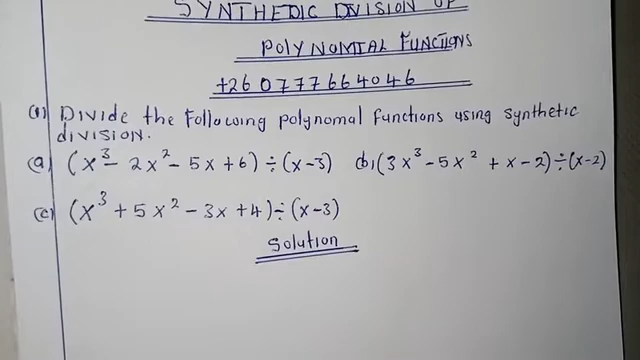 SYNTHEDIC DIVISION OF
POLYNOMIAL FUNCTIONS
+260777664046
(1) Divide the following polynomal functions using synthetic
division.
(a) (x³ - 2x² - 5x + 6) ÷ (x - 3) (b) (3x³ - 5x² + x - 2) ÷ (x - 2)
(c) (x³ + 5x² - 3x + 4) ÷ (x - 3)
Solution